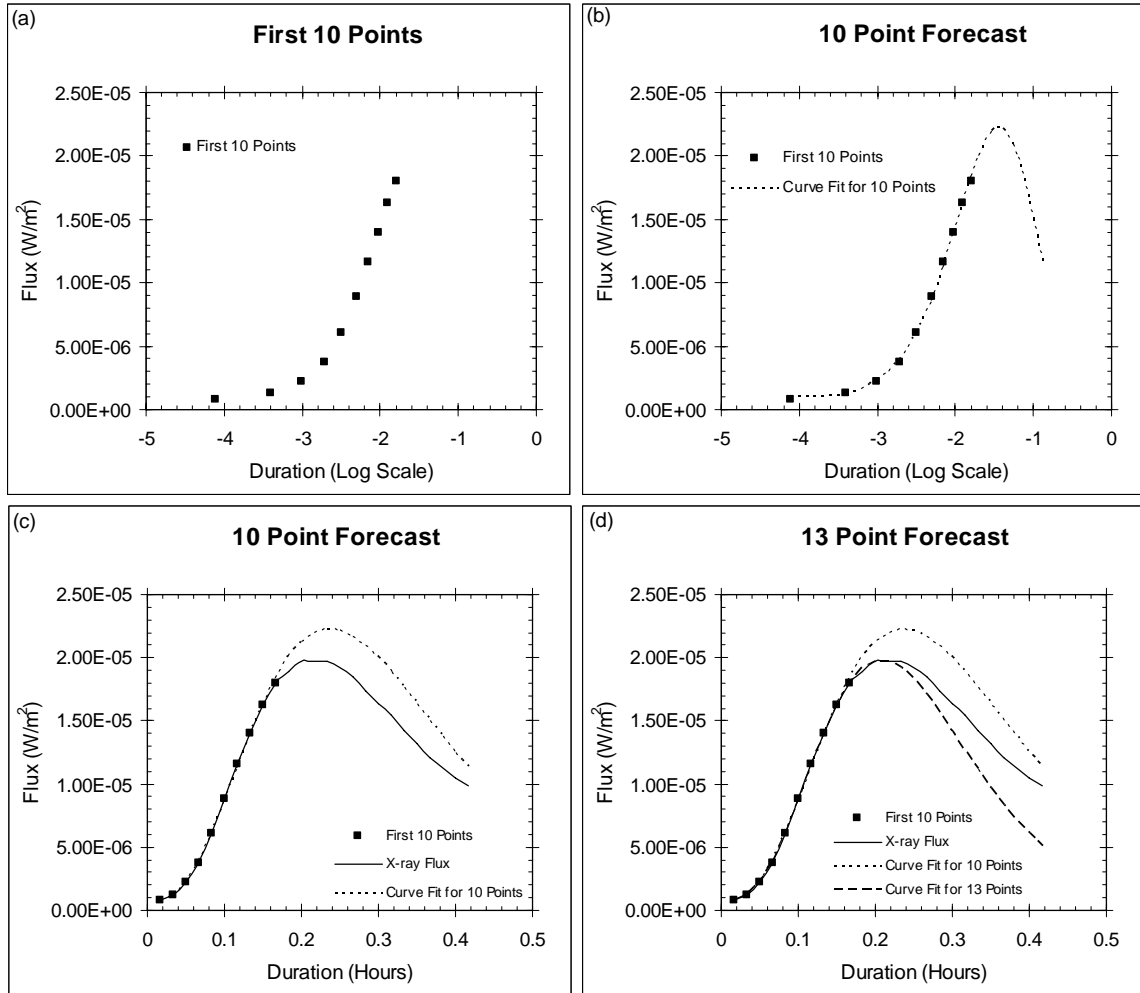 (a)
First 10 Points
2.50E-05
2.00E-05
1.50E-05
1.00E-05
5.00E-06
0.00E+00
Flux (W/m²)
First 10 Points
-5 -4 -3 -2 -1 0
Duration (Log Scale)
(b)
10 Point Forecast
2.50E-05
2.00E-05
1.50E-05
1.00E-05
5.00E-06
0.00E+00
Flux (W/m²)
First 10 Points
Curve Fit for 10 Points
-5 -4 -3 -2 -1 0
Duration (Log Scale)
(c)
10 Point Forecast
2.50E-05
2.00E-05
1.50E-05
1.00E-05
5.00E-06
0.00E+00
Flux (W/m²)
First 10 Points
X-ray Flux
Curve Fit for 10 Points
0 0.1 0.2 0.3 0.4 0.5
Duration (Hours)
(d)
13 Point Forecast
2.50E-05
2.00E-05
1.50E-05
1.00E-05
5.00E-06
0.00E+00
Flux (W/m²)
First 10 Points
X-ray Flux
Curve Fit for 10 Points
Curve Fit for 13 Points
0 0.1 0.2 0.3 0.4 0.5
Duration (Hours)